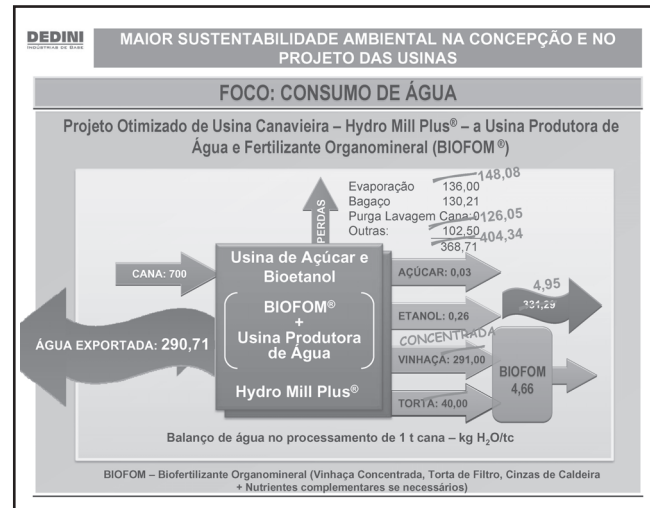 DEDINI
INDÚSTRIAS DE BASE
MAIOR SUSTENTABILIDADE AMBIENTAL NA CONCEPÇÃO E NO
PROJETO DAS USINAS
FOCO: CONSUMO DE ÁGUA
Projeto Otimizado de Usina Canavieira – Hydro Mill Plus® – a Usina Produtora de
Água e Fertilizante Organomineral (BIOFOM®)
148,08
Evaporação 136,00
Bagaço 130,21
Purga Lavagem Cana: 0
126,05
Outras: 102,50
404,34
368,71
PERDAS
CANA: 700
Usina de Açúcar e
Bioetanol
BIOFOM®
+
Usina Produtora
de Água
Hydro Mill Plus®
ÁGUA EXPORTADA: 290,71
AÇÚCAR: 0,03
ETANOL: 0,26
4,95
331,29
CONCENTRADA
VINHAÇA: 291,00
TORTA: 40,00
BIOFOM
4,66
Balanço de água no processamento de 1 t cana – kg H₂O/tc
BIOFOM – Biofertilizante Organomineral (Vinhaça Concentrada, Torta de Filtro, Cinzas de Caldeira
+ Nutrientes complementares se necessários)